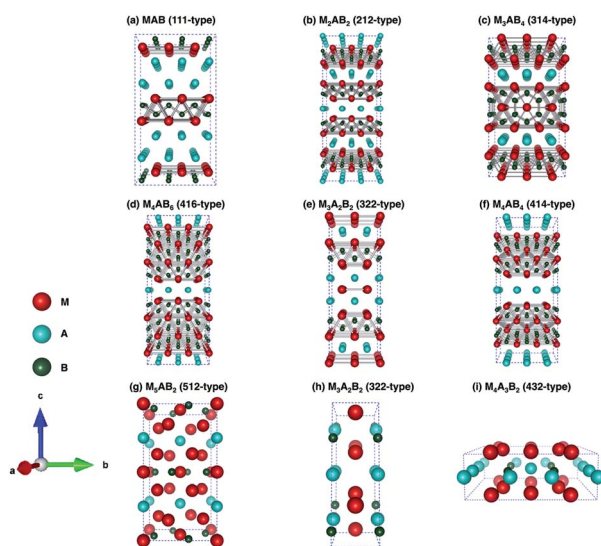 (a) MAB (111-type)
(b) M₂AB₂ (212-type)
(c) M₃AB₄ (314-type)
(d) M₄AB₆ (416-type)
(e) M₃A₂B₂ (322-type)
(f) M₄AB₄ (414-type)
M
A
B
c
a
b
(g) M₅AB₂ (512-type)
(h) M₃A₂B₂ (322-type)
(i) M₄A₃B₂ (432-type)